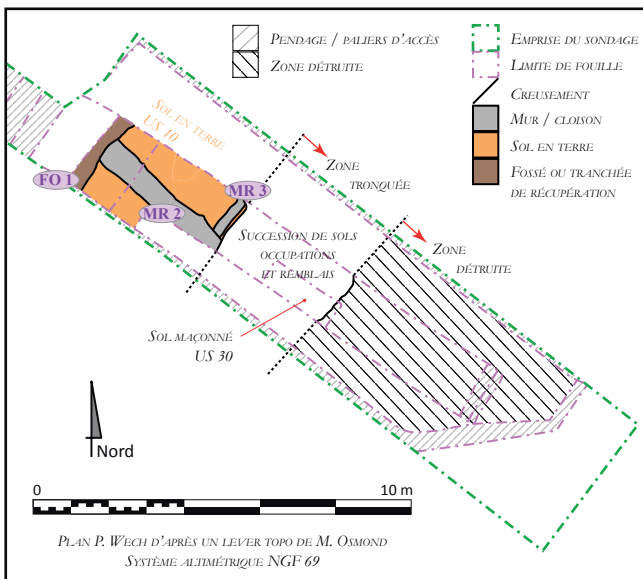 Pendage / paliers d'accès
Zone détruite
Emprise du sondage
Limite de fouille
Creusement
Mur / cloison
Sol en terre
Fossé ou tranchée
de récupération
Sol en terre
US 10
FO 1
MR 2
MR 3
Zone
tronquée
Succession de sols
occupations
et remblais
Zone
détruite
Sol maçonné
US 30
Nord
0
10 m
Plan P. Wech d'après un lever topo de M. Osmond
Système altimétrique NGF 69